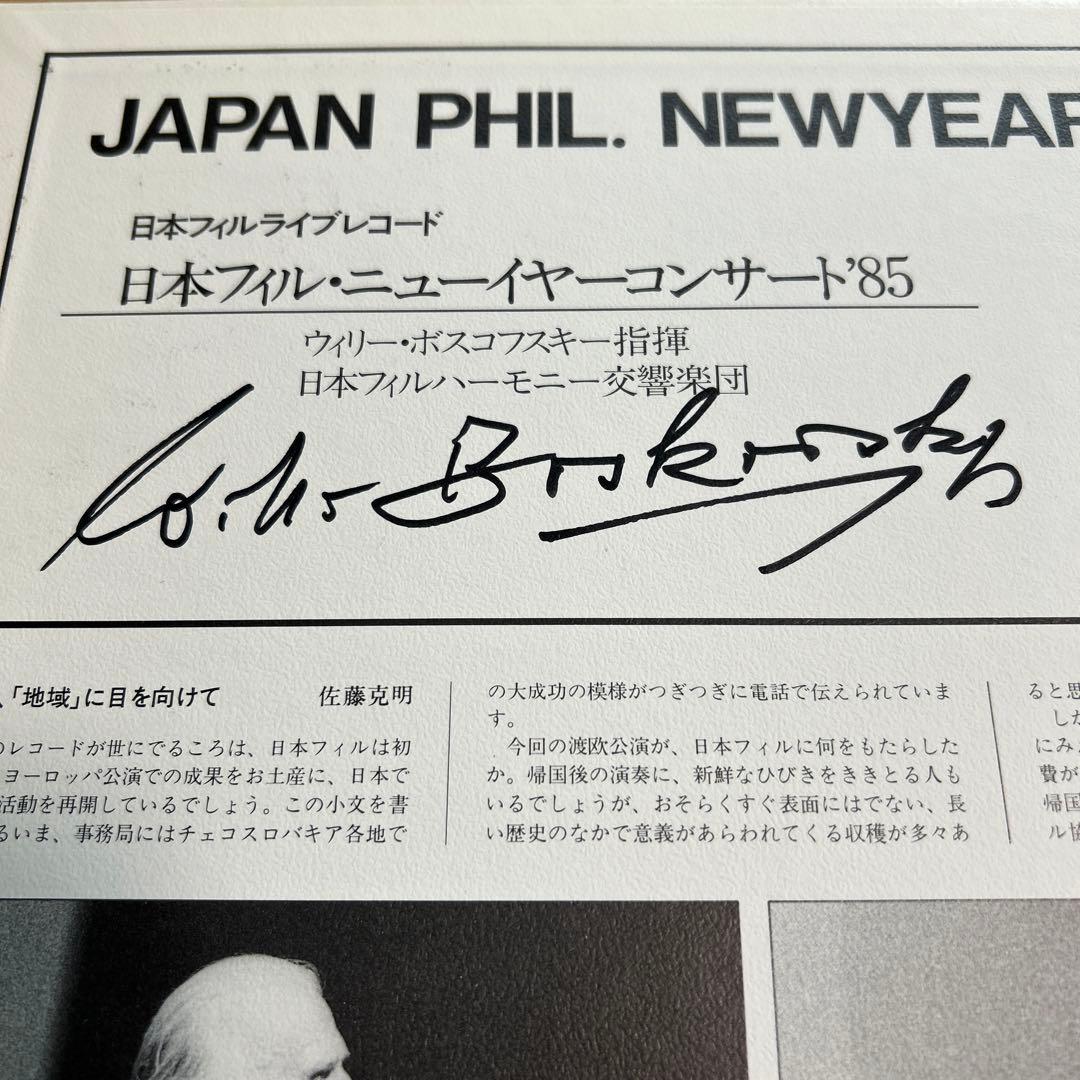 JAPAN PHIL. NEWYEAR
日本フィルライブレコード
日本フィル・ニューイヤーコンサート'85
ウィリー・ボスコフスキー指揮
日本フィルハーモニー交響楽団
Willi Boskovsky
、「地域」に目を向けて 佐藤克明
のレコードが世にでるころは、日本フィルは初
ヨーロッパ公演での成果をお土産に、日本で
活動を再開しているでしょう。この小文を書
るいま、事務局にはチェコスロバキア各地で
の大成功の模様がつぎつぎに電話で伝えられていま
す。
今回の渡欧公演が、日本フィルに何をもたらした
か。帰国後の演奏に、新鮮なひびきをききとる人も
いるでしょうが、おそらくすぐ表面にはでない、長
い歴史のなかで意義があらわれてくる収穫が多々あ
ると思
しか
にみ
費が
帰国
ル協